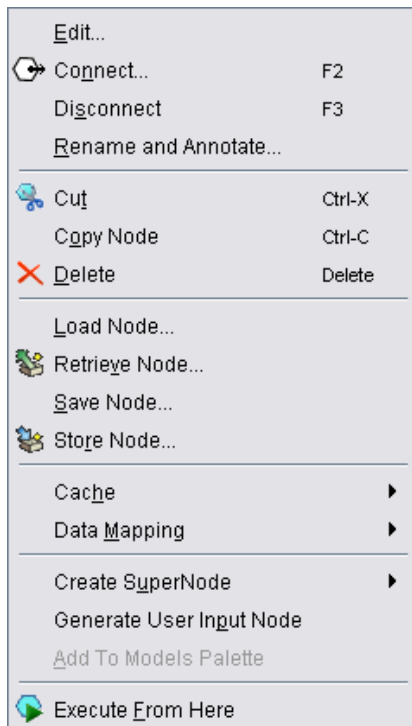 Edit...
Connect... F2
Disconnect F3
Rename and Annotate...
Cut Ctrl-X
Copy Node Ctrl-C
Delete Delete
Load Node...
Retrieve Node...
Save Node...
Store Node...
Cache
Data Mapping
Create SuperNode
Generate User Input Node
Add To Models Palette
Execute From Here